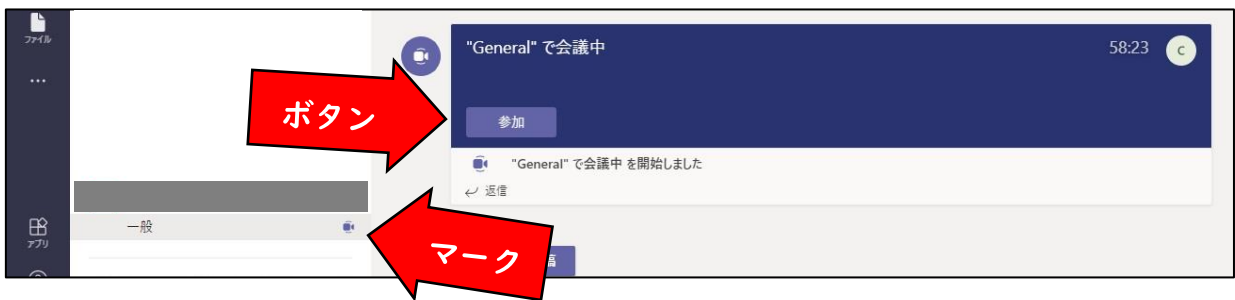 ファイル
"General" で会議中
58:23
C
ボタン
参加
"General" で会議中 を開始しました
返信
一般
アプリ
マーク